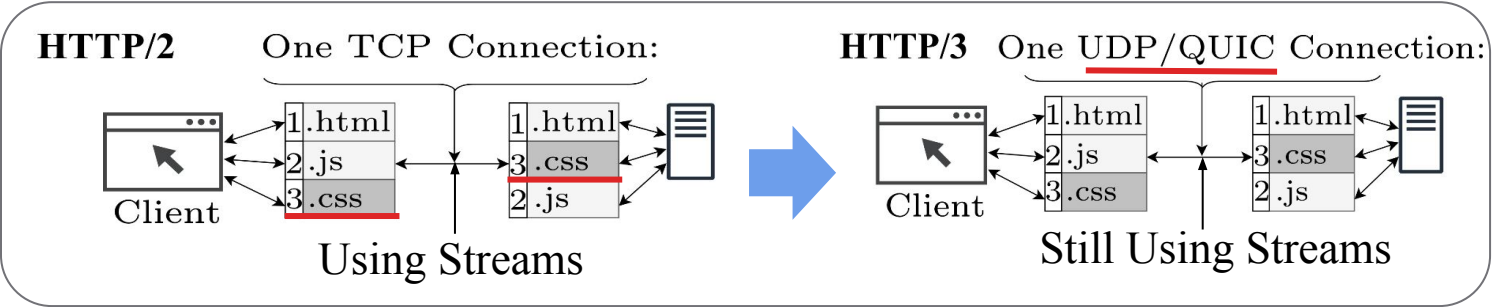 HTTP/2 One TCP Connection:
1 .html
2 .js
3 .css
1 .html
3 .css
2 .js
Client
Using Streams
HTTP/3 One UDP/QUIC Connection:
1 .html
2 .js
3 .css
1 .html
3 .css
2 .js
Client
Still Using Streams